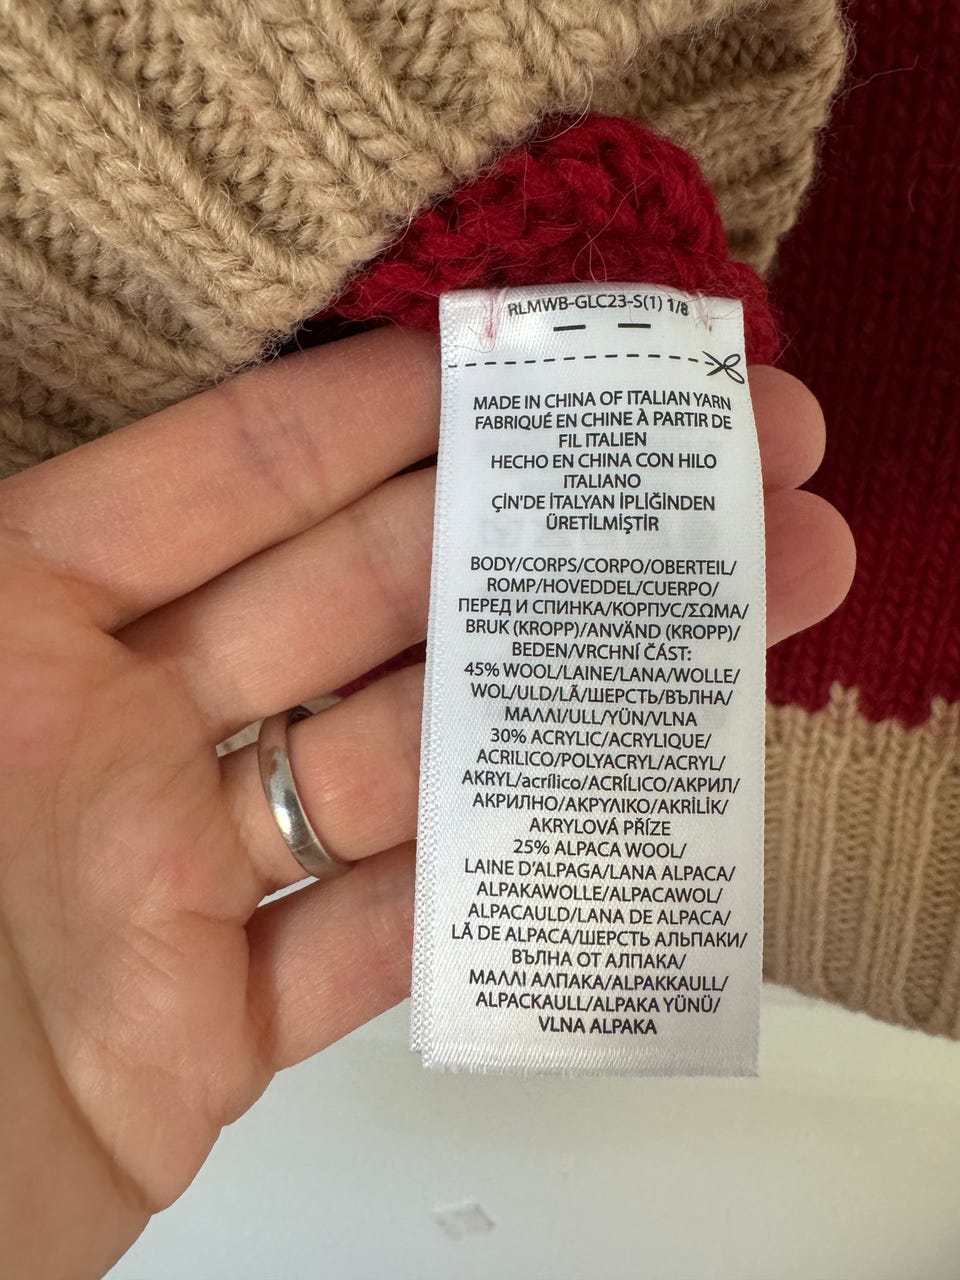 RLMWB-GLC23-S(1) 1/8
MADE IN CHINA OF ITALIAN YARN
FABRIQUÉ EN CHINE À PARTIR DE
FIL ITALIEN
HECHO EN CHINA CON HILO
ITALIANO
ÇİN'DE İTALYAN İPLİĞİNDEN
ÜRETİLMİŞTİR
BODY/CORPS/CORPO/OBERTEIL/
ROMP/HOVEDDEL/CUERPO/
ПЕРЕД И СПИНКА/КОРПУС/ΣΩΜΑ/
BRUK (KROPP)/ANVÄND (KROPP)/
BEDEN/VRCHNÍ ČÁST:
45% WOOL/LAINE/LANA/WOLLE/
WOL/ULD/LÃ/ШЕРСТЬ/ВЪЛНА/
ΜΑΛΛΙ/ULL/YÜN/VLNA
30% ACRYLIC/ACRYLIQUE/
ACRILICO/POLYACRYL/ACRYL/
AKRYL/acrílico/ACRÍLICO/АКРИЛ/
АКРИЛНО/ΑΚΡΥΛΙΚΟ/AKRİLİK/
AKRYLOVÁ PŘÍZE
25% ALPACA WOOL/
LAINE D'ALPAGA/LANA ALPACA/
ALPAKAWOLLE/ALPACAWOL/
ALPACAULD/LANA DE ALPACA/
LÃ DE ALPACA/ШЕРСТЬ АЛЬПАКИ/
ВЪЛНА ОТ АЛПАКА/
ΜΑΛΛΙ ΑΛΠΑΚΑ/ALPAKKAULL/
ALPACKAULL/ALPAKA YÜNÜ/
VLNA ALPAKA